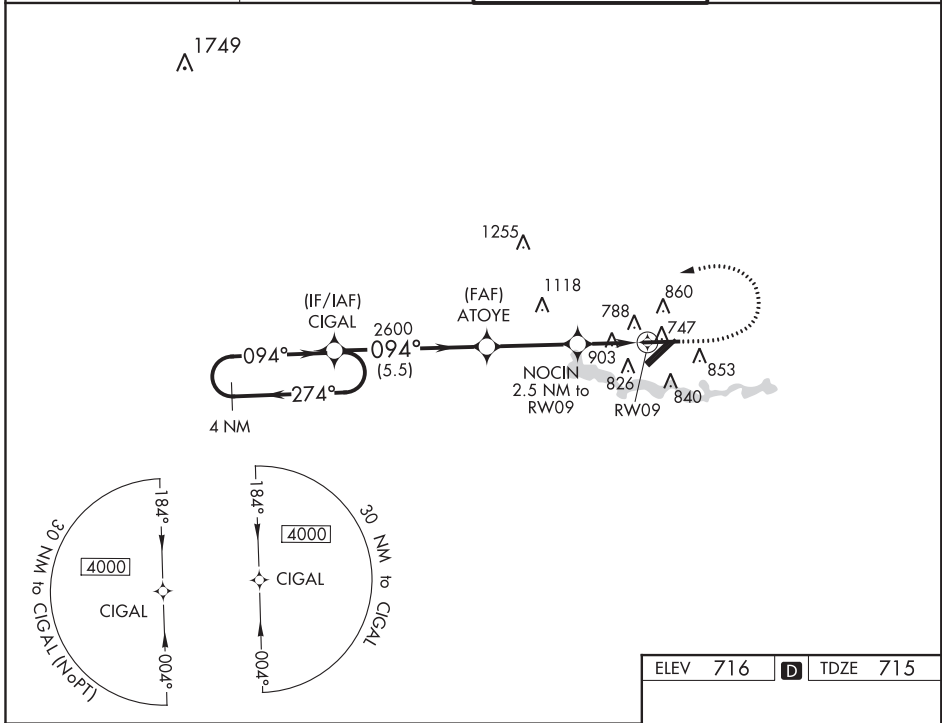 1749
1255
1118
860
788
747
(IF/IAF)
CIGAL
(FAF)
ATOYE
2600
094°
094°
(5.5)
274°
4 NM
903
826
853
840
NOCIN
2.5 NM to
RW09
RW09
184°
4000
CIGAL
004°
30 NM to CIGAL (NoPT)
184°
4000
CIGAL
004°
30 NM to CIGAL
ELEV 716 D TDZE 715